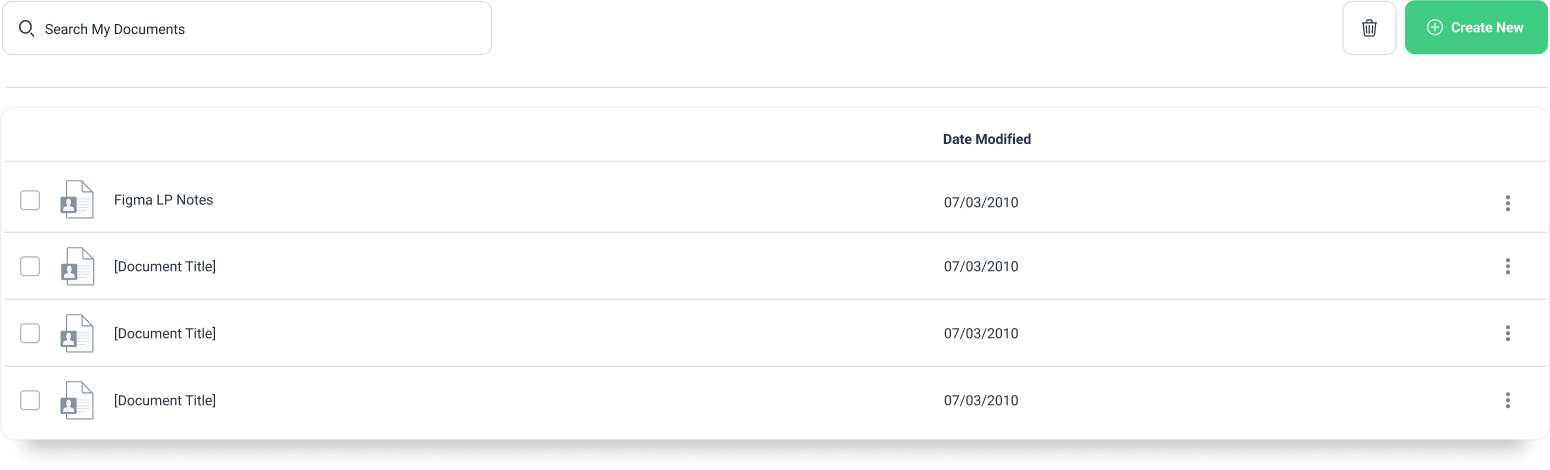 Search My Documents
Create New
Date Modified
Figma LP Notes
07/03/2010
[Document Title]
07/03/2010
[Document Title]
07/03/2010
[Document Title]
07/03/2010